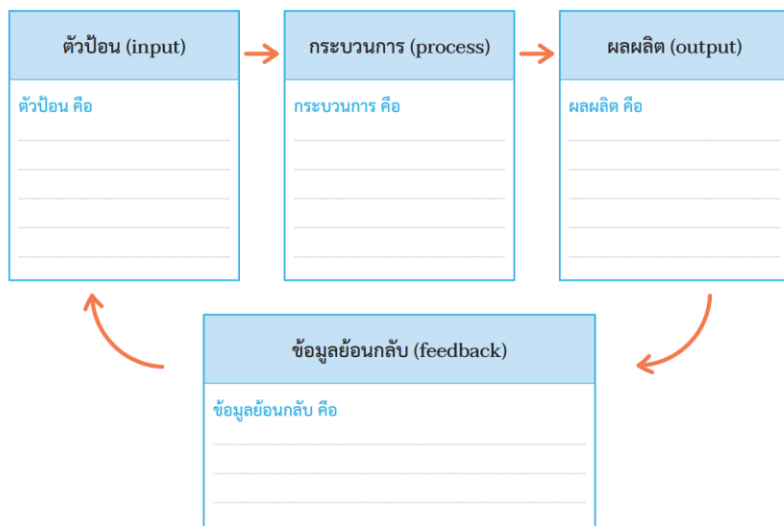 ตัวป้อน (input)
กระบวนการ (process)
ผลผลิต (output)
ตัวป้อน คือ
กระบวนการ คือ
ผลผลิต คือ
ข้อมูลย้อนกลับ (feedback)
ข้อมูลย้อนกลับ คือ